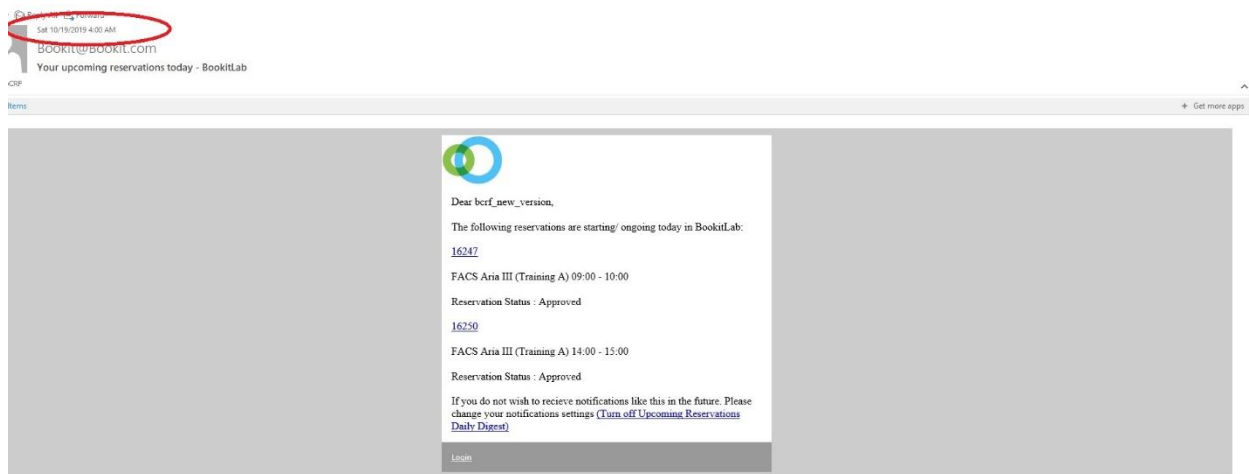 Reply All Forward
Sat 10/19/2019 4:00 AM
Bookit@Bookit.com
Your upcoming reservations today - BookitLab
Items
+ Get more apps
Dear bcrf_new_version,
The following reservations are starting/ ongoing today in BookitLab:
16247
FACS Aria III (Training A) 09:00 - 10:00
Reservation Status : Approved
16250
FACS Aria III (Training A) 14:00 - 15:00
Reservation Status : Approved
If you do not wish to recieve notifications like this in the future. Please
change your notifications settings (Turn off Upcoming Reservations
Daily Digest)
Login